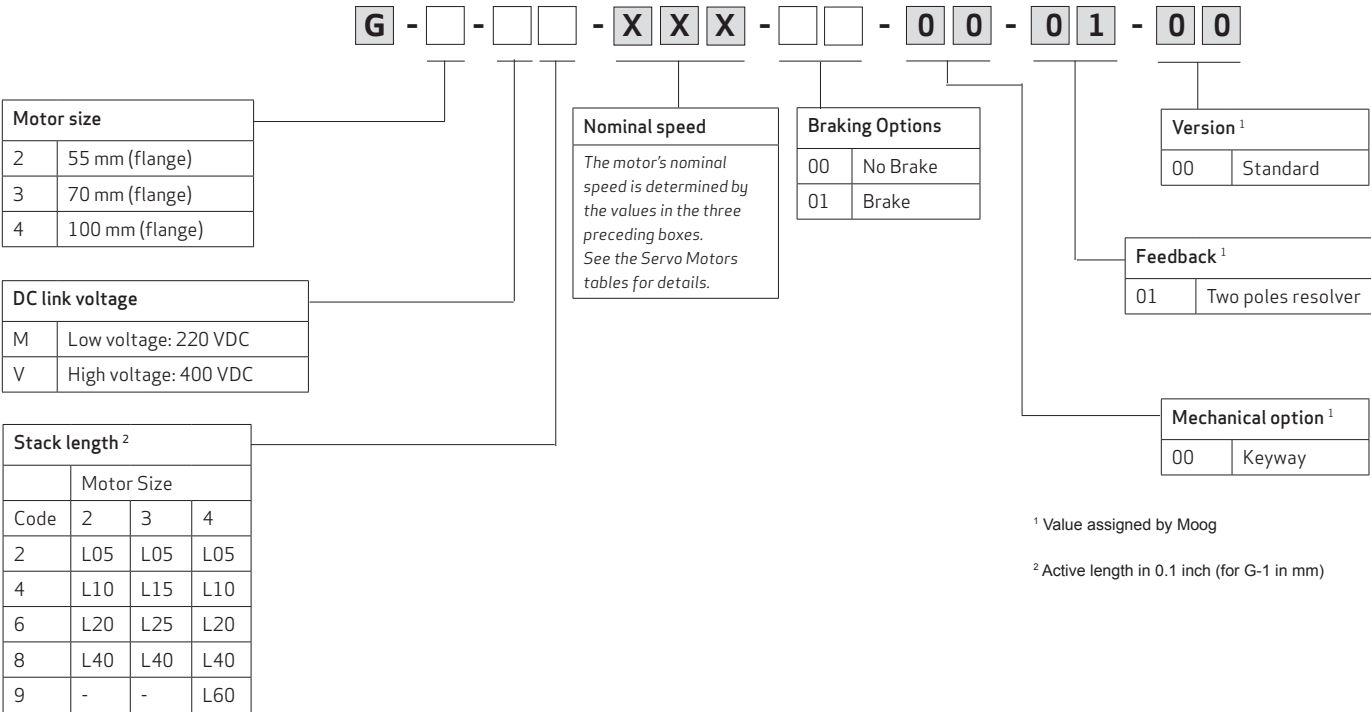 G - - - X X X - - 0 0 - 0 1 - 0 0
Motor size
2 55 mm (flange)
3 70 mm (flange)
4 100 mm (flange)
DC link voltage
M Low voltage: 220 VDC
V High voltage: 400 VDC
Stack length ²
Motor Size
Code 2 3 4
2 L05 L05 L05
4 L10 L15 L10
6 L20 L25 L20
8 L40 L40 L40
9 - - L60
Nominal speed
The motor's nominal
speed is determined by
the values in the three
preceding boxes.
See the Servo Motors
tables for details.
Braking Options
00 No Brake
01 Brake
Version ¹
00 Standard
Feedback ¹
01 Two poles resolver
Mechanical option ¹
00 Keyway
¹ Value assigned by Moog
² Active length in 0.1 inch (for G-1 in mm)